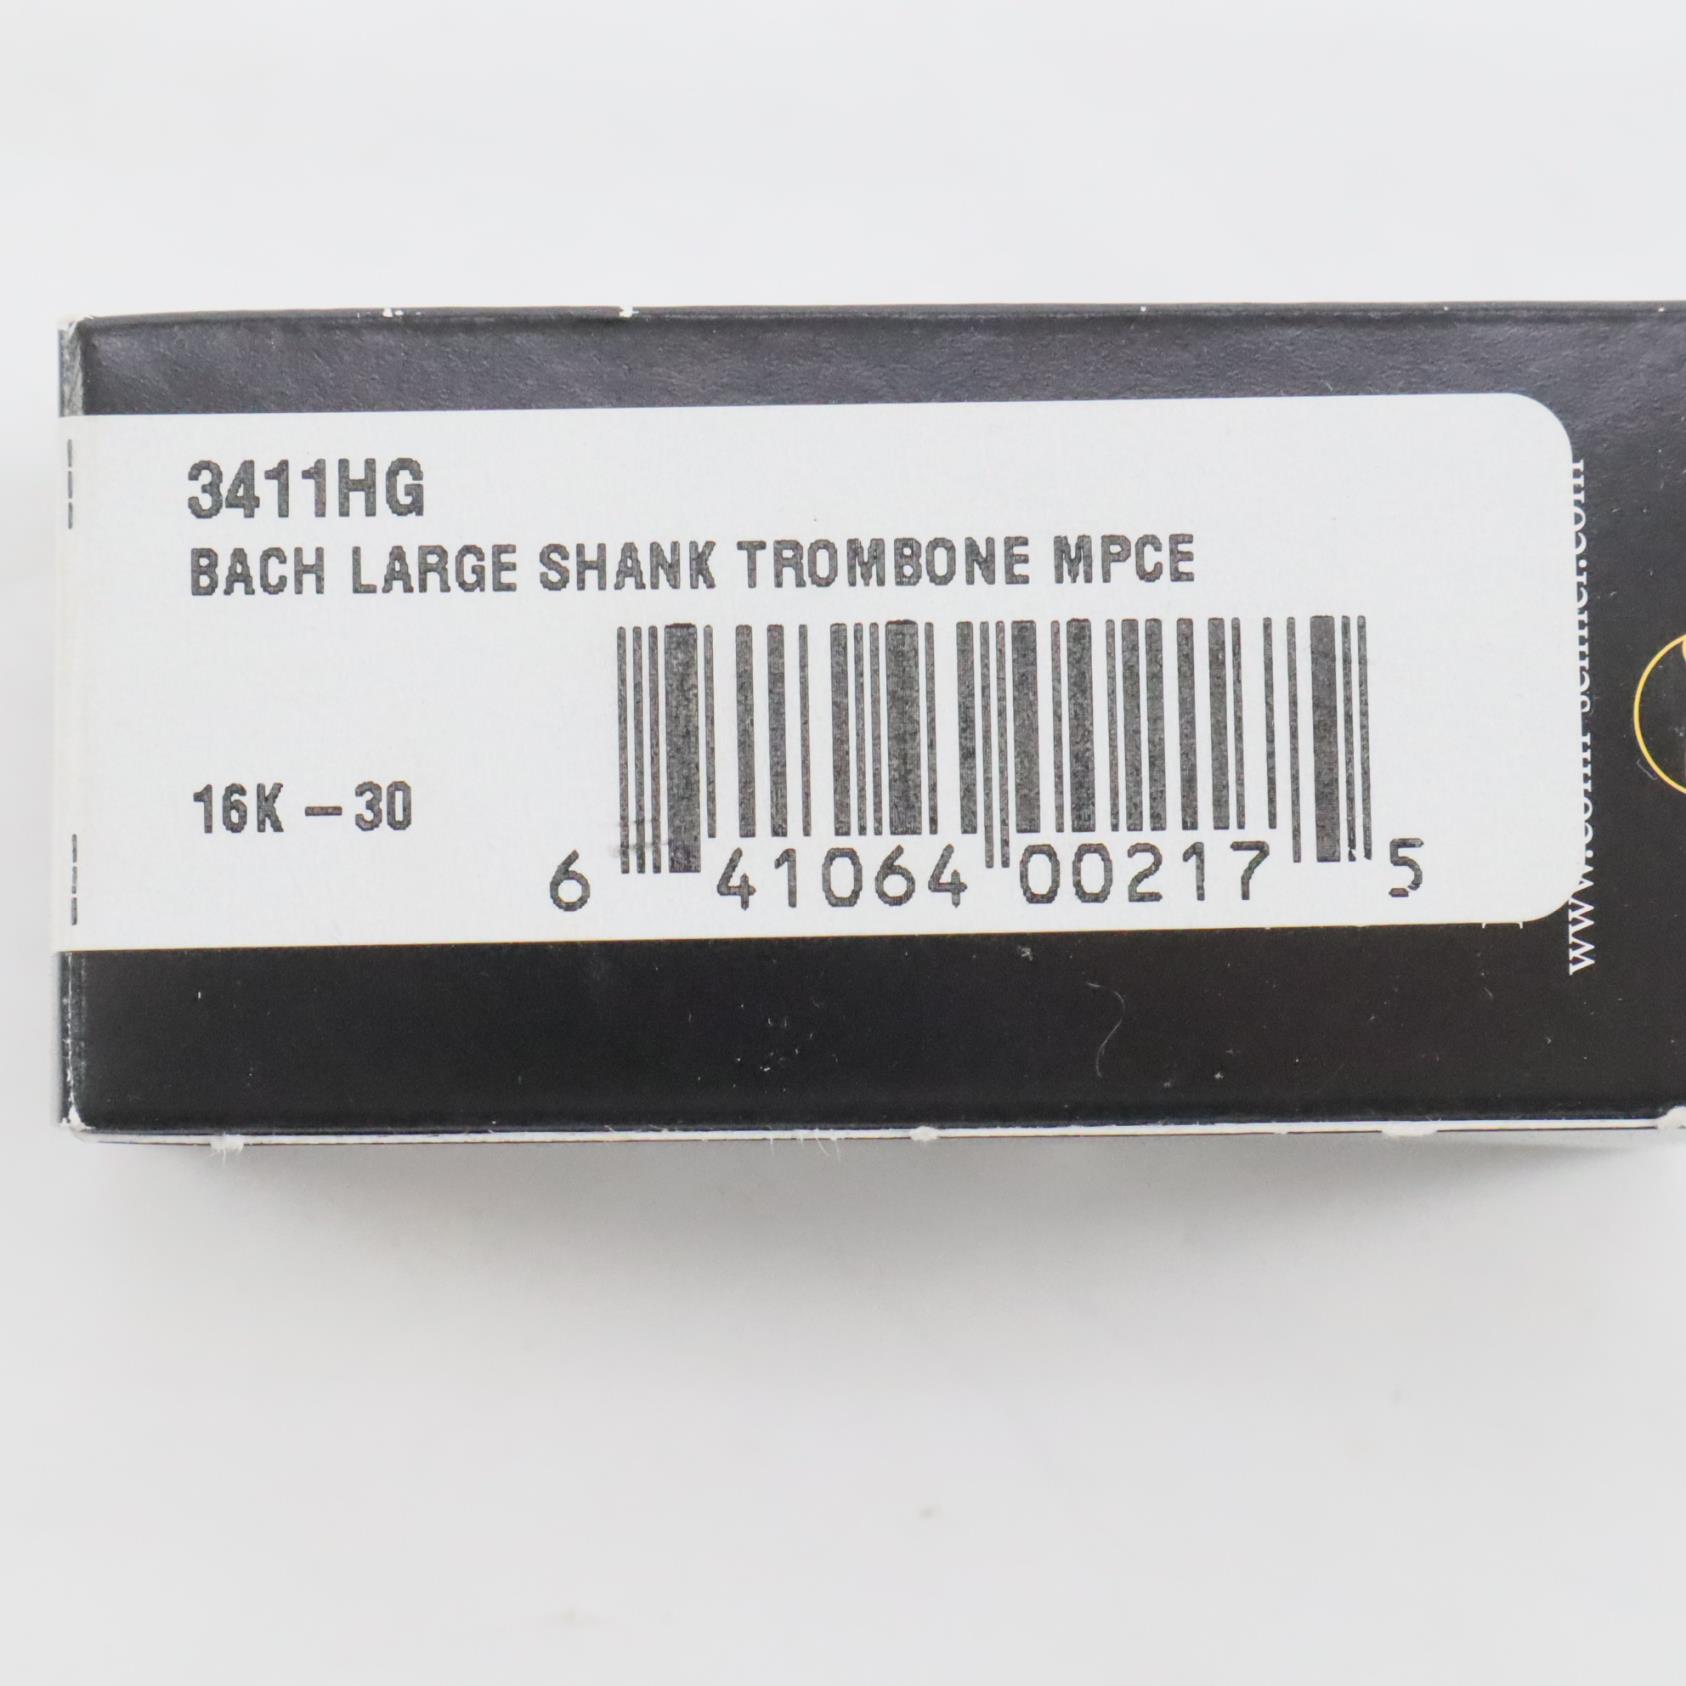 3411HG
BACH LARGE SHANK TROMBONE MPCE
16K – 30
6 41064 00217 5